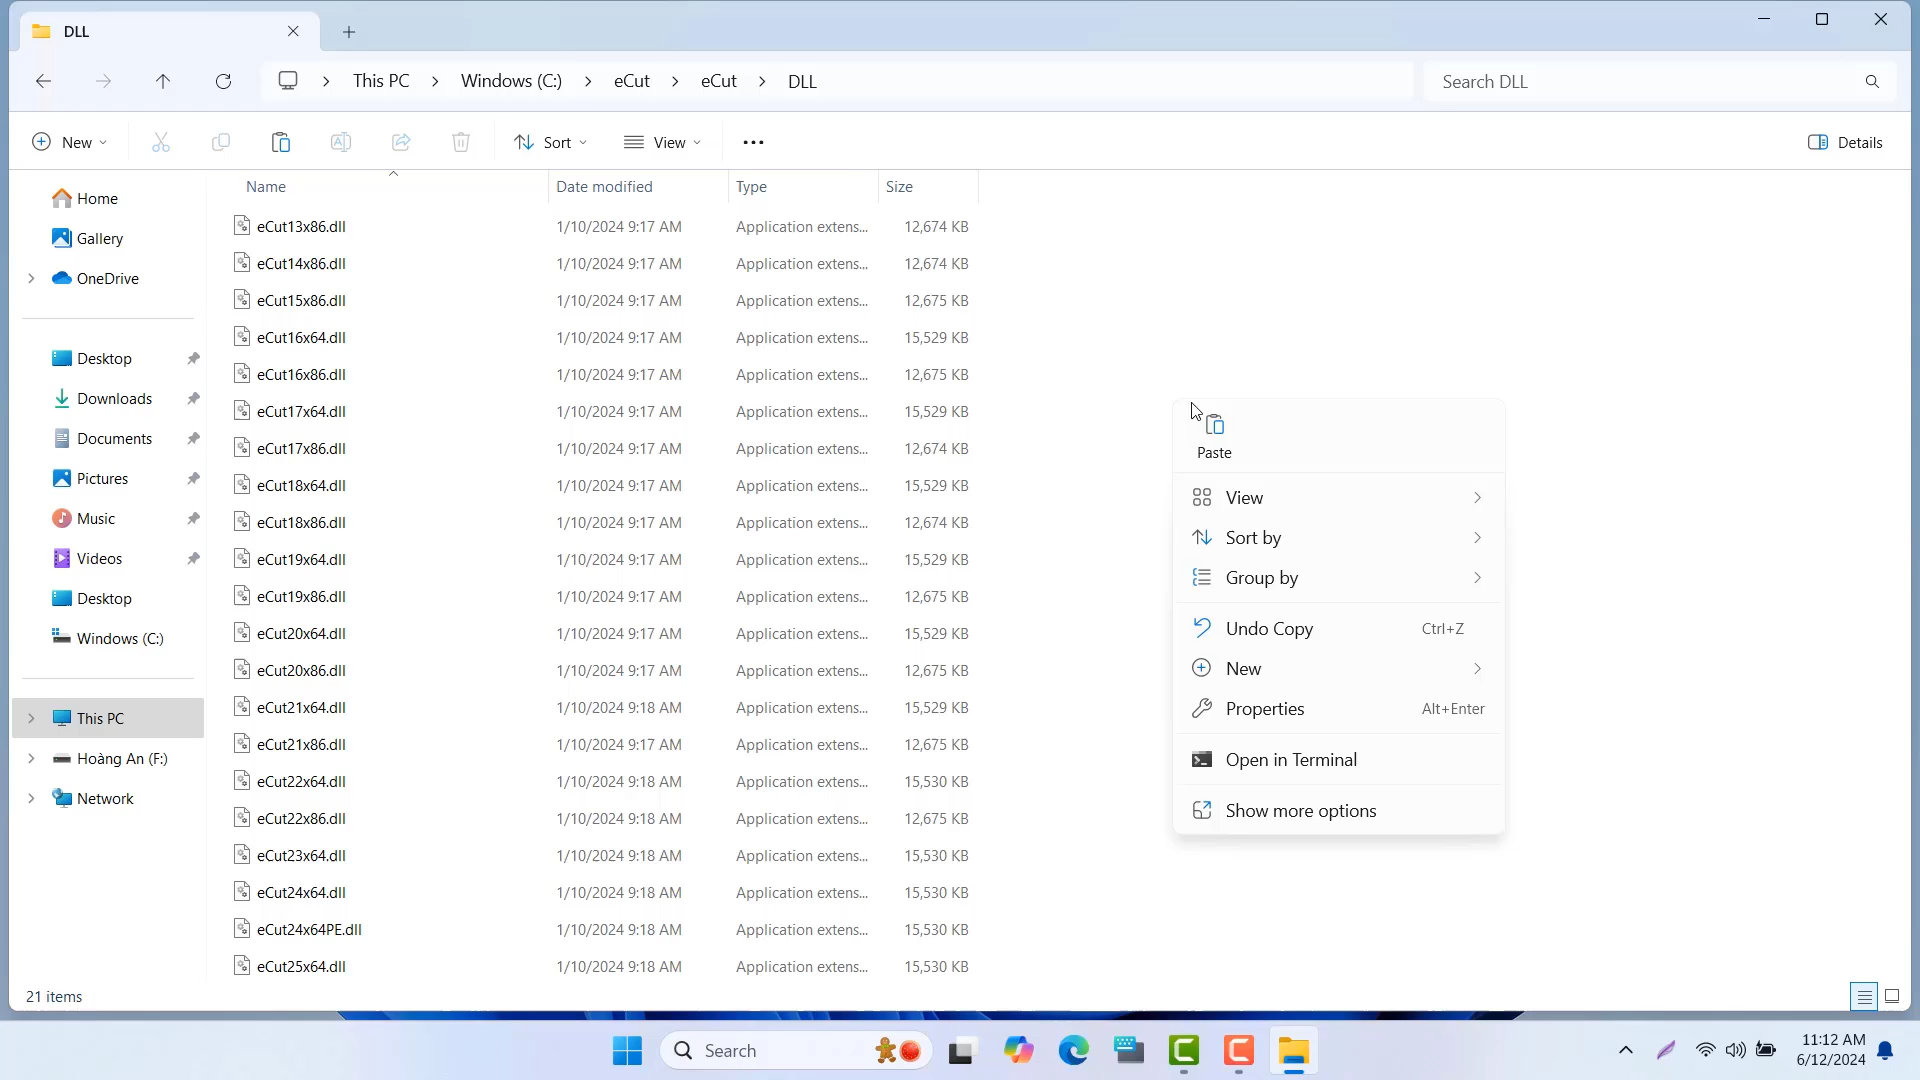 DLL
This PC > Windows (C:) > eCut > eCut > DLL
Search DLL
New
Sort
View
Details
Name Date modified Type Size
Home
Gallery
OneDrive
Desktop
Downloads
Documents
Pictures
Music
Videos
Desktop
Windows (C:)
This PC
Hoàng An (F:)
Network
eCut13x86.dll 1/10/2024 9:17 AM Application extens... 12,674 KB
eCut14x86.dll 1/10/2024 9:17 AM Application extens... 12,674 KB
eCut15x86.dll 1/10/2024 9:17 AM Application extens... 12,675 KB
eCut16x64.dll 1/10/2024 9:17 AM Application extens... 15,529 KB
eCut16x86.dll 1/10/2024 9:17 AM Application extens... 12,675 KB
eCut17x64.dll 1/10/2024 9:17 AM Application extens... 15,529 KB
eCut17x86.dll 1/10/2024 9:17 AM Application extens... 12,674 KB
eCut18x64.dll 1/10/2024 9:17 AM Application extens... 15,529 KB
eCut18x86.dll 1/10/2024 9:17 AM Application extens... 12,674 KB
eCut19x64.dll 1/10/2024 9:17 AM Application extens... 15,529 KB
eCut19x86.dll 1/10/2024 9:17 AM Application extens... 12,675 KB
eCut20x64.dll 1/10/2024 9:17 AM Application extens... 15,529 KB
eCut20x86.dll 1/10/2024 9:17 AM Application extens... 12,675 KB
eCut21x64.dll 1/10/2024 9:18 AM Application extens... 15,529 KB
eCut21x86.dll 1/10/2024 9:17 AM Application extens... 12,675 KB
eCut22x64.dll 1/10/2024 9:18 AM Application extens... 15,530 KB
eCut22x86.dll 1/10/2024 9:18 AM Application extens... 12,675 KB
eCut23x64.dll 1/10/2024 9:18 AM Application extens... 15,530 KB
eCut24x64.dll 1/10/2024 9:18 AM Application extens... 15,530 KB
eCut24x64PE.dll 1/10/2024 9:18 AM Application extens... 15,530 KB
eCut25x64.dll 1/10/2024 9:18 AM Application extens... 15,530 KB
Paste
View
Sort by
Group by
Undo Copy Ctrl+Z
New
Properties Alt+Enter
Open in Terminal
Show more options
21 items
Search
11:12 AM
6/12/2024